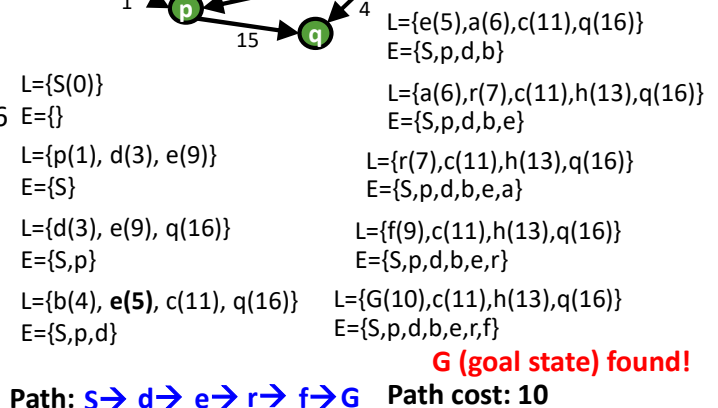 1
p
15
q
4
L={S(0)}
6 E={}
L={p(1), d(3), e(9)}
E={S}
L={d(3), e(9), q(16)}
E={S,p}
L={b(4), e(5), c(11), q(16)}
E={S,p,d}
L={e(5),a(6),c(11),q(16)}
E={S,p,d,b}
L={a(6),r(7),c(11),h(13),q(16)}
E={S,p,d,b,e}
L={r(7),c(11),h(13),q(16)}
E={S,p,d,b,e,a}
L={f(9),c(11),h(13),q(16)}
E={S,p,d,b,e,r}
L={G(10),c(11),h(13),q(16)}
E={S,p,d,b,e,r,f}
G (goal state) found!
Path: S→ d→ e→ r→ f→G Path cost: 10